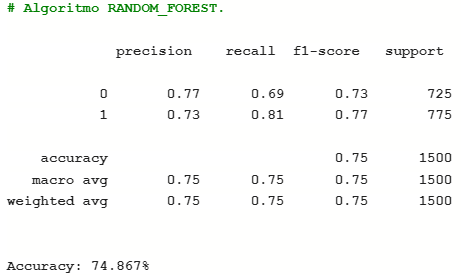 # Algoritmo RANDOM_FOREST.
precision recall f1-score support
0 0.77 0.69 0.73 725
1 0.73 0.81 0.77 775
accuracy 0.75 1500
macro avg 0.75 0.75 0.75 1500
weighted avg 0.75 0.75 0.75 1500
Accuracy: 74.867%